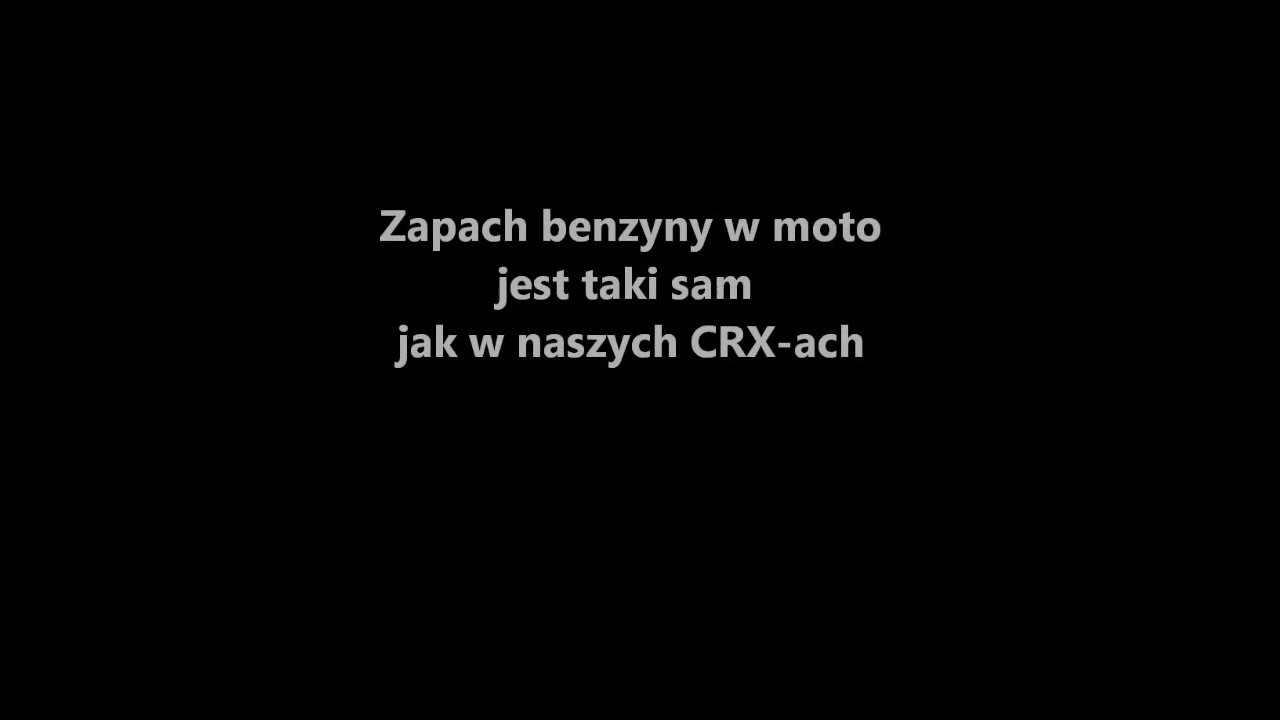 Zapach benzyny w moto
jest taki sam
jak w naszych CRX-ach